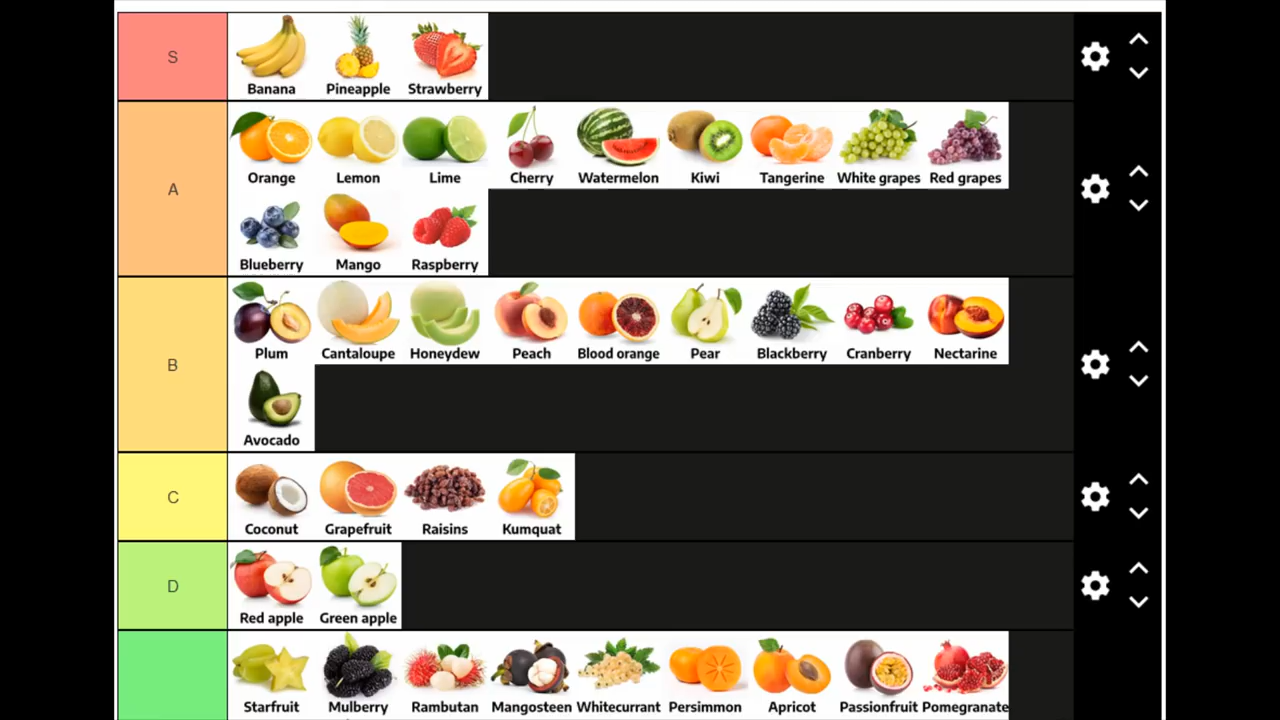 S
Banana Pineapple Strawberry
A
Orange Lemon Lime Cherry Watermelon Kiwi Tangerine White grapes Red grapes
Blueberry Mango Raspberry
B
Plum Cantaloupe Honeydew Peach Blood orange Pear Blackberry Cranberry Nectarine
Avocado
C
Coconut Grapefruit Raisins Kumquat
D
Red apple Green apple
Starfruit Mulberry Rambutan Mangosteen Whitecurrant Persimmon Apricot Passionfruit Pomegranate